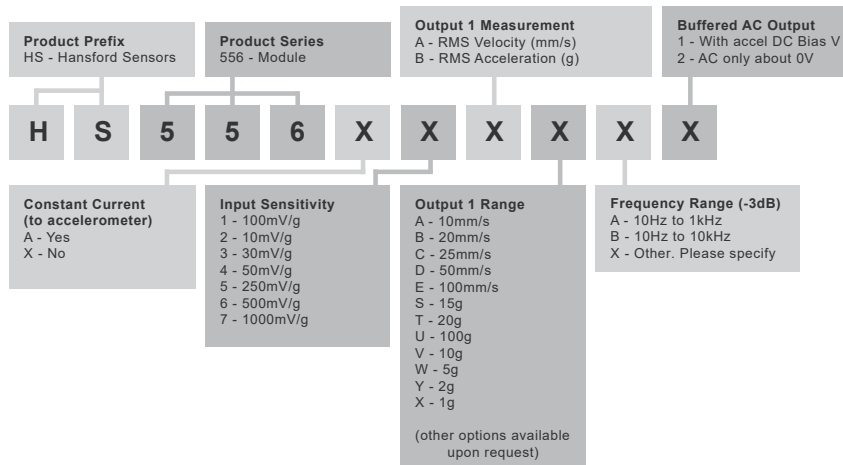 Product Prefix
HS - Hansford Sensors
Product Series
556 - Module
Output 1 Measurement
A - RMS Velocity (mm/s)
B - RMS Acceleration (g)
Buffered AC Output
1 - With accel DC Bias V
2 - AC only about 0V
H S 5 5 6 X X X X X X
Constant Current
(to accelerometer)
A - Yes
X - No
Input Sensitivity
1 - 100mV/g
2 - 10mV/g
3 - 30mV/g
4 - 50mV/g
5 - 250mV/g
6 - 500mV/g
7 - 1000mV/g
Output 1 Range
A - 10mm/s
B - 20mm/s
C - 25mm/s
D - 50mm/s
E - 100mm/s
S - 15g
T - 20g
U - 100g
V - 10g
W - 5g
Y - 2g
X - 1g
(other options available
upon request)
Frequency Range (-3dB)
A - 10Hz to 1kHz
B - 10Hz to 10kHz
X - Other. Please specify